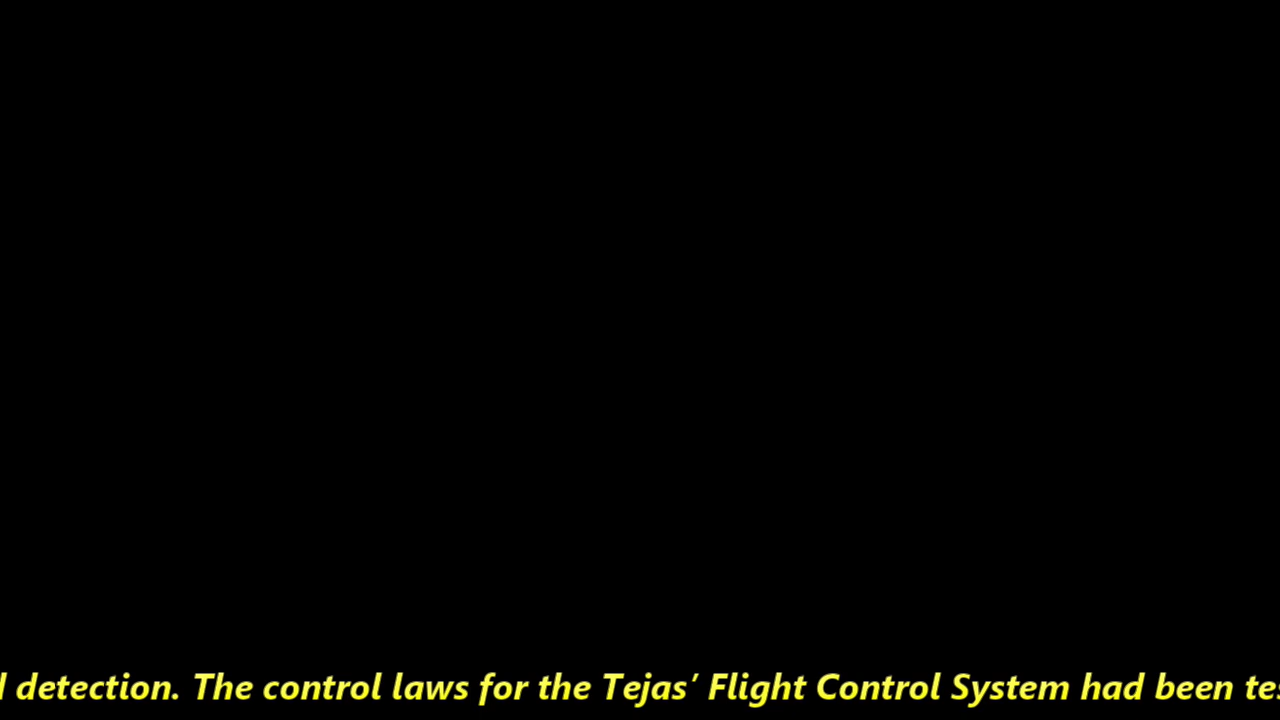 detection. The control laws for the Tejas’ Flight Control System had been